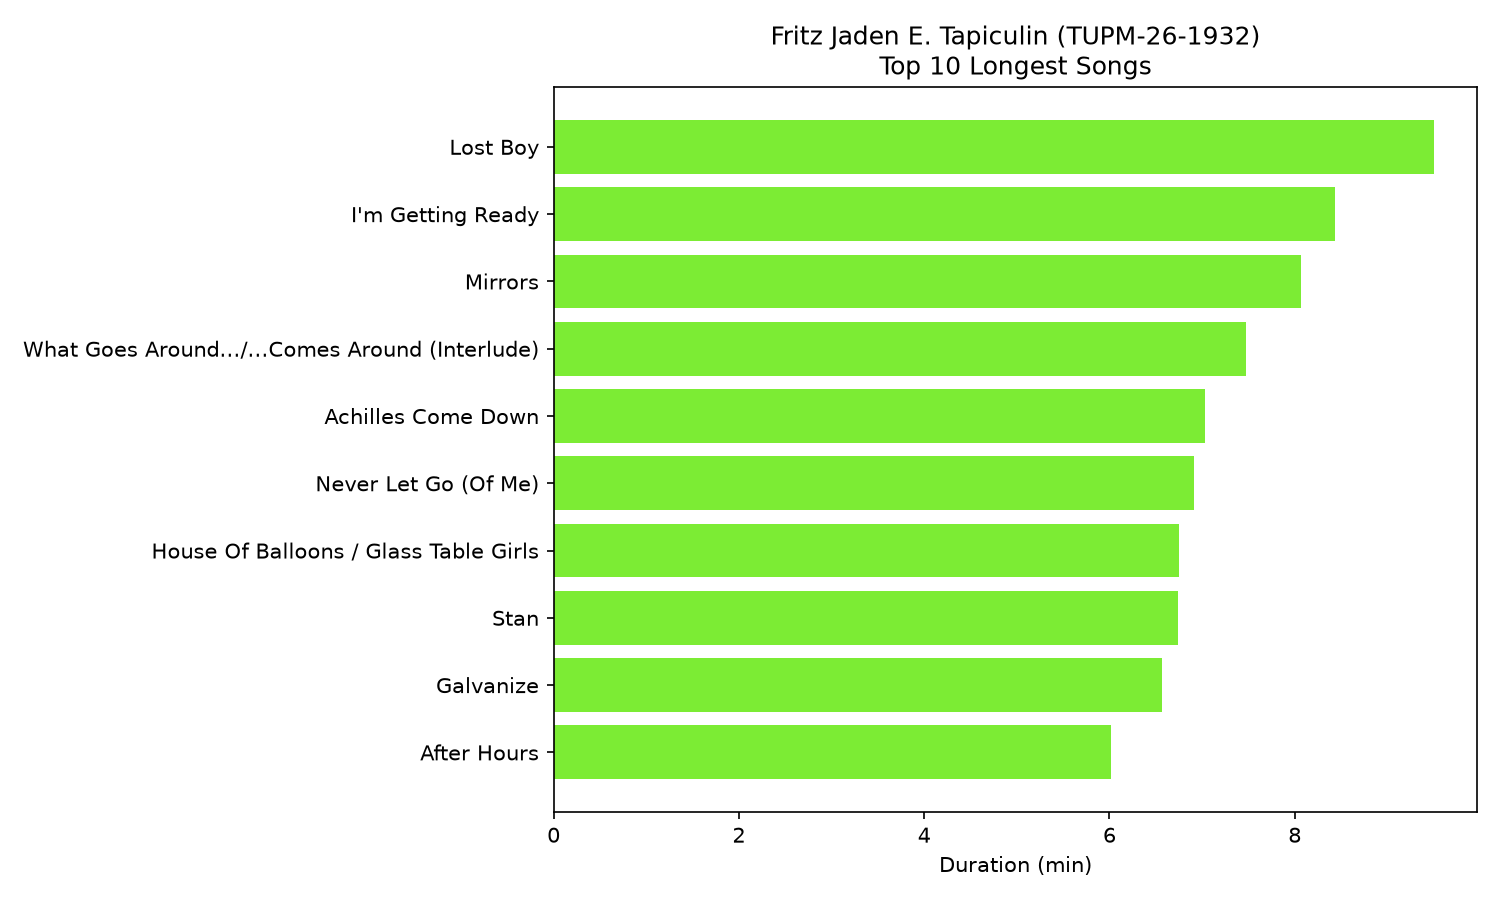 Fritz Jaden E. Tapiculin (TUPM-26-1932)
Top 10 Longest Songs
Lost Boy
I'm Getting Ready
Mirrors
What Goes Around.../...Comes Around (Interlude)
Achilles Come Down
Never Let Go (Of Me)
House Of Balloons / Glass Table Girls
Stan
Galvanize
After Hours
0 2 4 6 8
Duration (min)